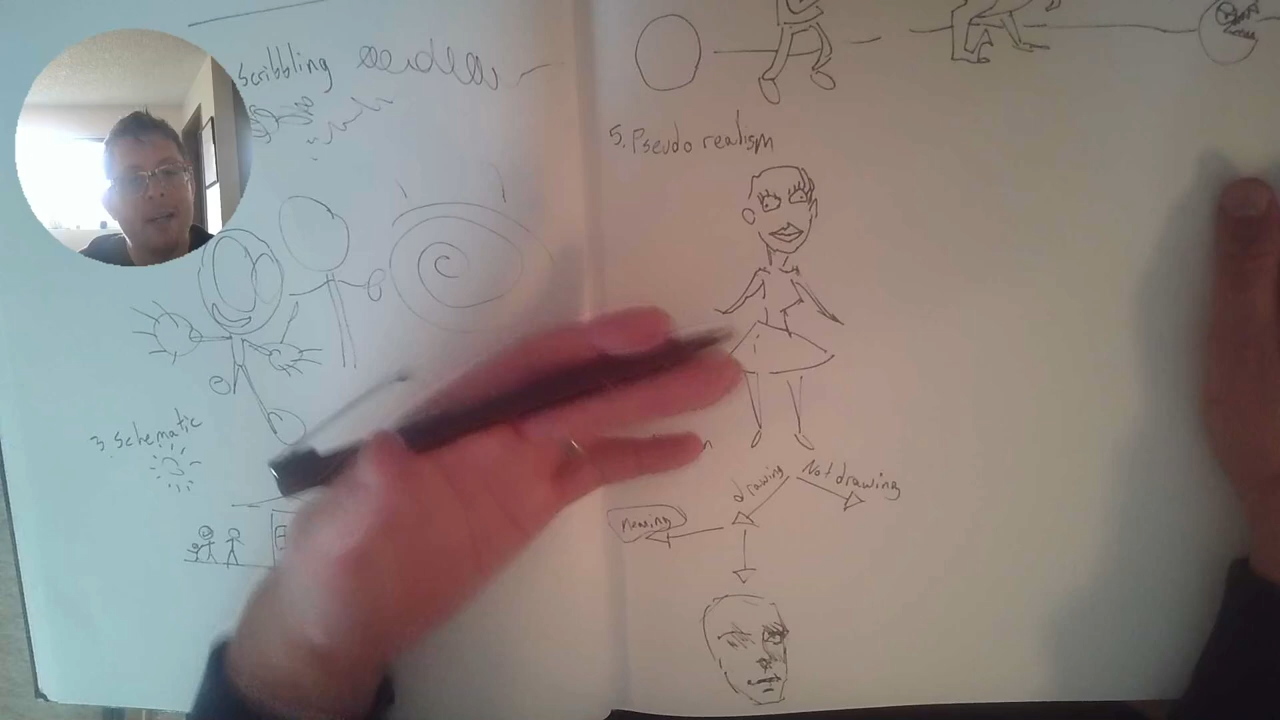 Scribbling
3. Schematic
5. Pseudo realism
drawing
Not drawing